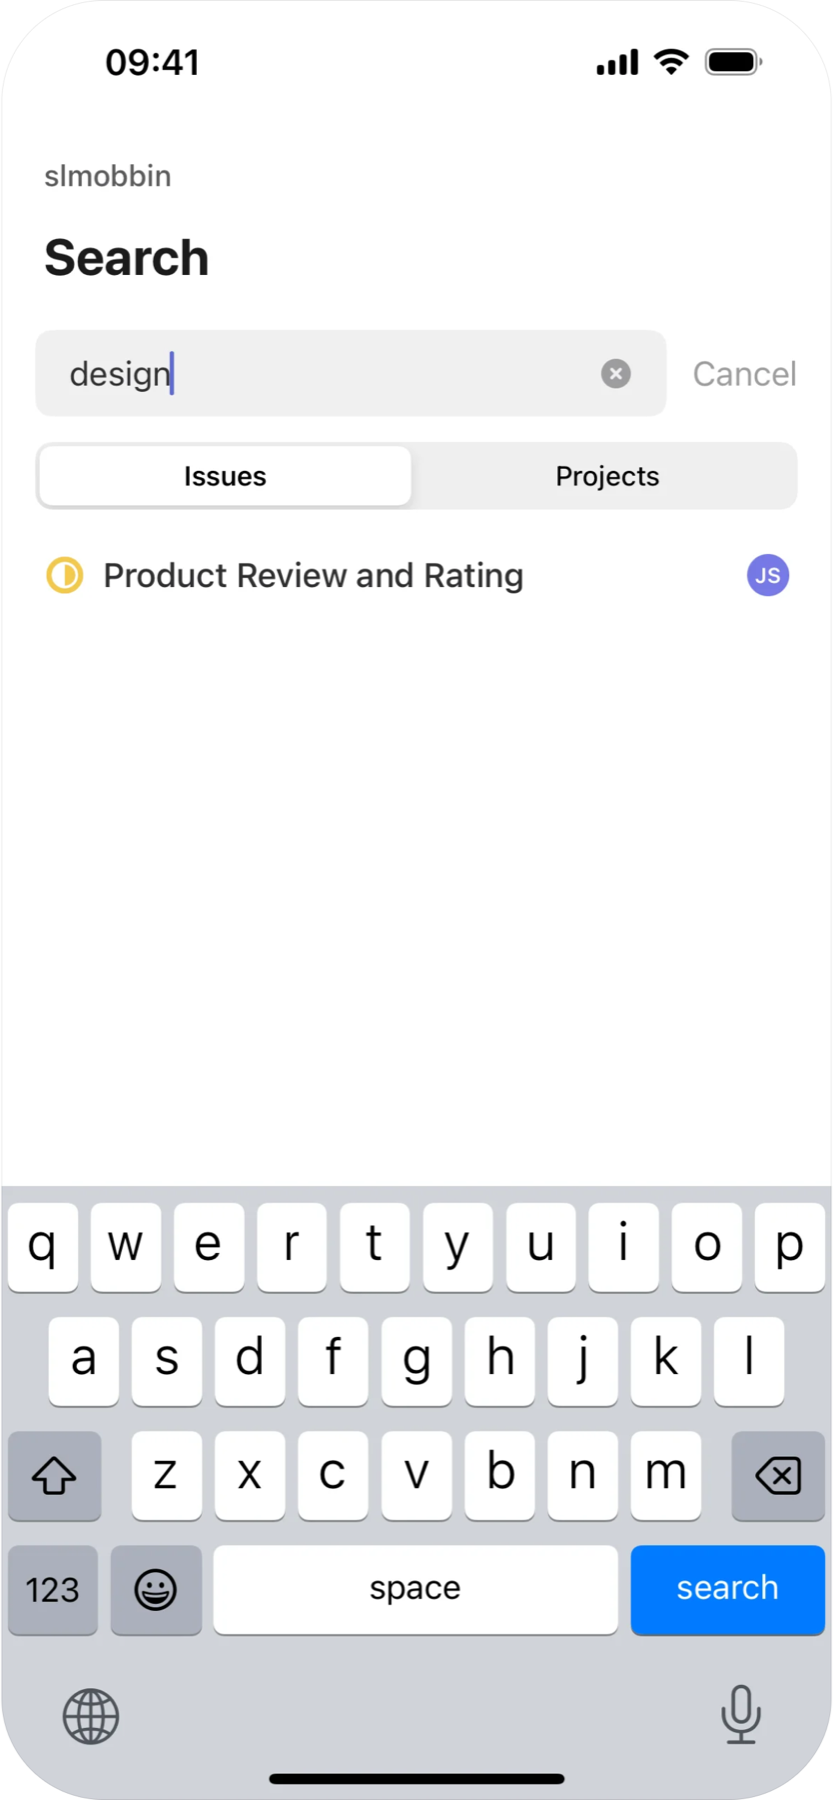 09:41
slmobbin
Search
design
Cancel
Issues
Projects
Product Review and Rating
JS
q w e r t y u i o p
a s d f g h j k l
z x c v b n m
123
space
search